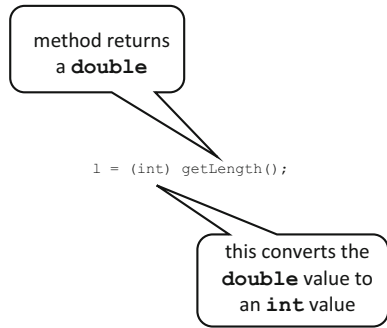 method returns
a double
l = (int) getLength();
this converts the
double value to
an int value